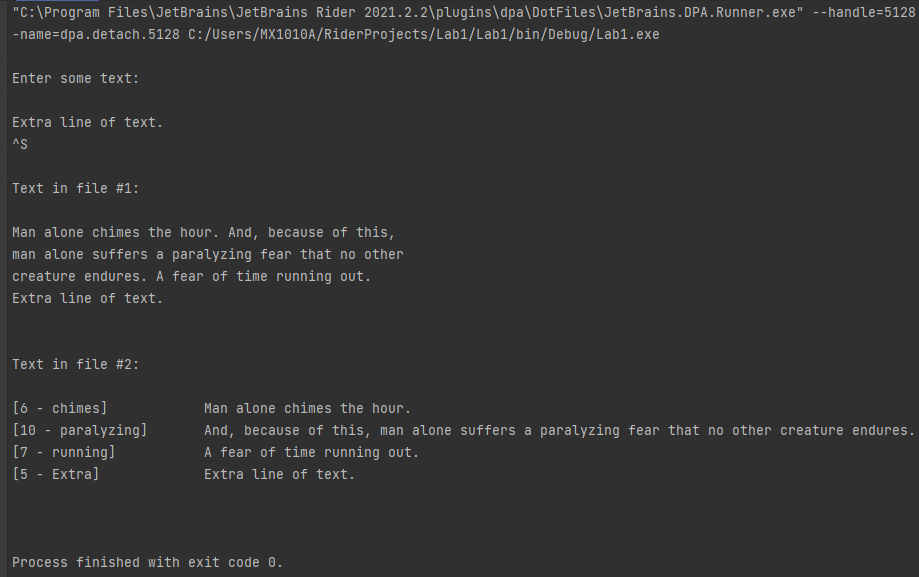 "C:\Program Files\JetBrains\JetBrains Rider 2021.2.2\plugins\dpa\DotFiles\JetBrains.DPA.Runner.exe" --handle=5128
-name=dpa.detach.5128 C:/Users/MX1010A/RiderProjects/Lab1/Lab1/bin/Debug/Lab1.exe
Enter some text:
Extra line of text.
^S
Text in file #1:
Man alone chimes the hour. And, because of this,
man alone suffers a paralyzing fear that no other
creature endures. A fear of time running out.
Extra line of text.
Text in file #2:
[6 - chimes] Man alone chimes the hour.
[10 - paralyzing] And, because of this, man alone suffers a paralyzing fear that no other creature endures.
[7 - running] A fear of time running out.
[5 - Extra] Extra line of text.
Process finished with exit code 0.